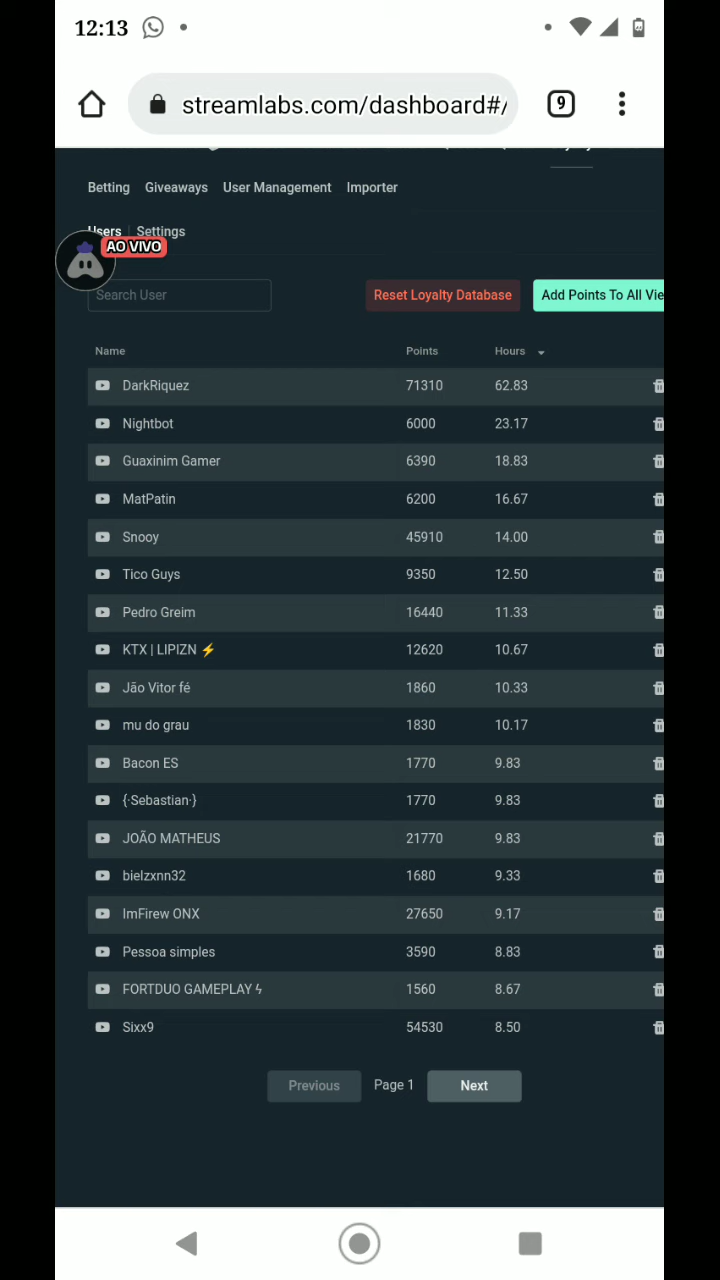 12:13
streamlabs.com/dashboard#/
9
Betting Giveaways User Management Importer
Users Settings
AO VIVO
Search User Reset Loyalty Database Add Points To All Vie
Name Points Hours
DarkRiquez 71310 62.83
Nightbot 6000 23.17
Guaxinim Gamer 6390 18.83
MatPatin 6200 16.67
Snooy 45910 14.00
Tico Guys 9350 12.50
Pedro Greim 16440 11.33
KTX | LIPIZN ⚡ 12620 10.67
Jão Vitor fé 1860 10.33
mu do grau 1830 10.17
Bacon ES 1770 9.83
{·Sebastian·} 1770 9.83
JOÃO MATHEUS 21770 9.83
bielzxnn32 1680 9.33
ImFirew ONX 27650 9.17
Pessoa simples 3590 8.83
FORTDUO GAMEPLAY ϟ 1560 8.67
Sixx9 54530 8.50
Previous Page 1 Next